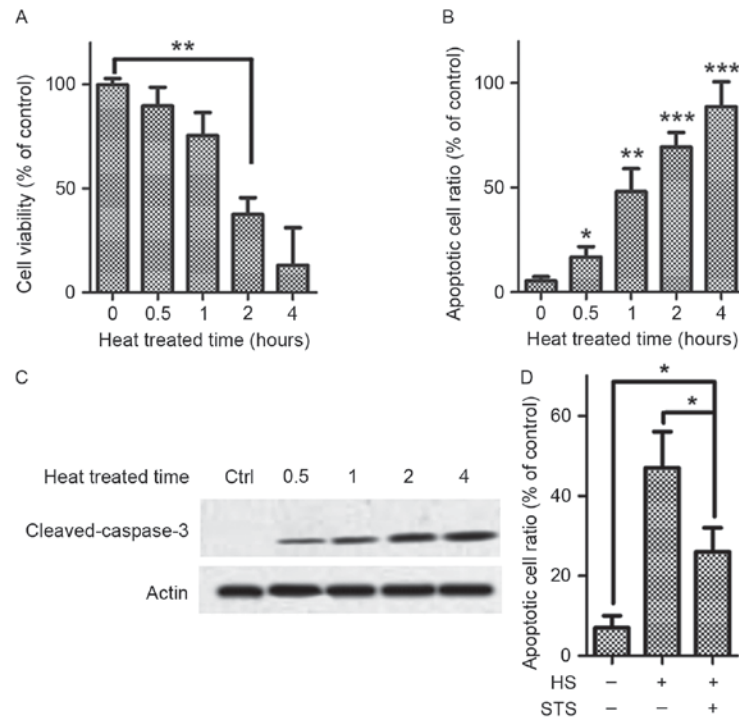 A
Cell viability (% of control)
100
50
0
**
0 0.5 1 2 4
Heat treated time (hours)
B
Apoptotic cell ratio (% of control)
100
50
0
* ** *** ***
0 0.5 1 2 4
Heat treated time (hours)
C
Heat treated time Ctrl 0.5 1 2 4
Cleaved-caspase-3
Actin
D
Apoptotic cell ratio (% of control)
60
40
20
0
*
*
HS – + +
STS – – +